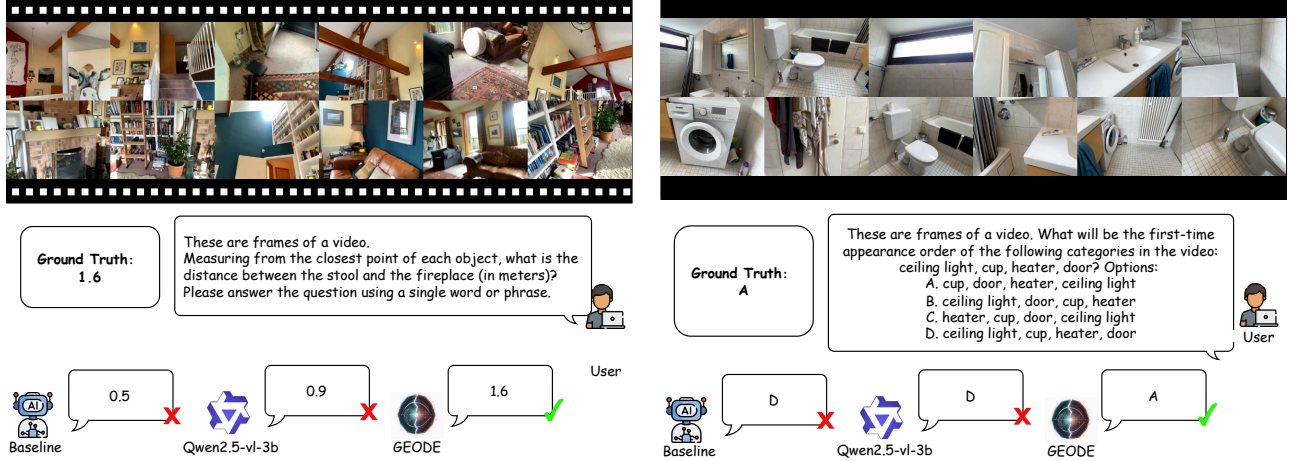 Ground Truth:
1.6
These are frames of a video.
Measuring from the closest point of each object, what is the
distance between the stool and the fireplace (in meters)?
Please answer the question using a single word or phrase.
User
AI
0.5
X
Baseline
0.9
X
Qwen2.5-vl-3b
1.6
GEODE
Ground Truth:
A
These are frames of a video. What will be the first-time
appearance order of the following categories in the video:
ceiling light, cup, heater, door? Options:
A. cup, door, heater, ceiling light
B. ceiling light, door, cup, heater
C. heater, cup, door, ceiling light
D. ceiling light, cup, heater, door
User
AI
D
X
Baseline
D
X
Qwen2.5-vl-3b
A
GEODE